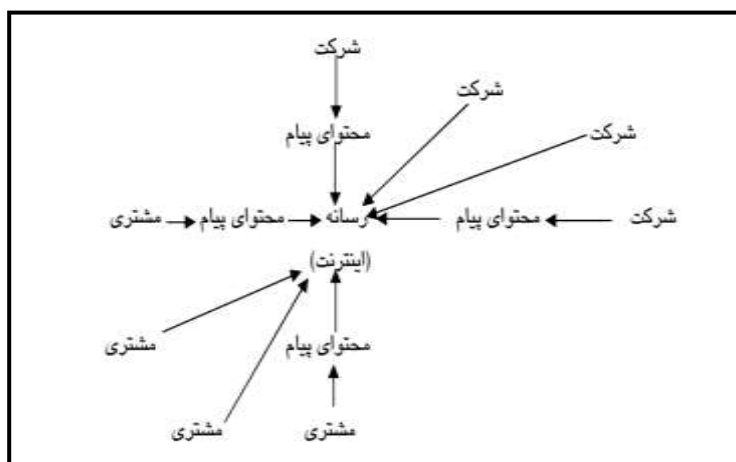 شرکت
شرکت
محتوای پیام
شرکت
شرکت
محتوای پیام
رسانه
محتوای پیام
مشتری
(اینترنت)
محتوای پیام
مشتری
مشتری
مشتری